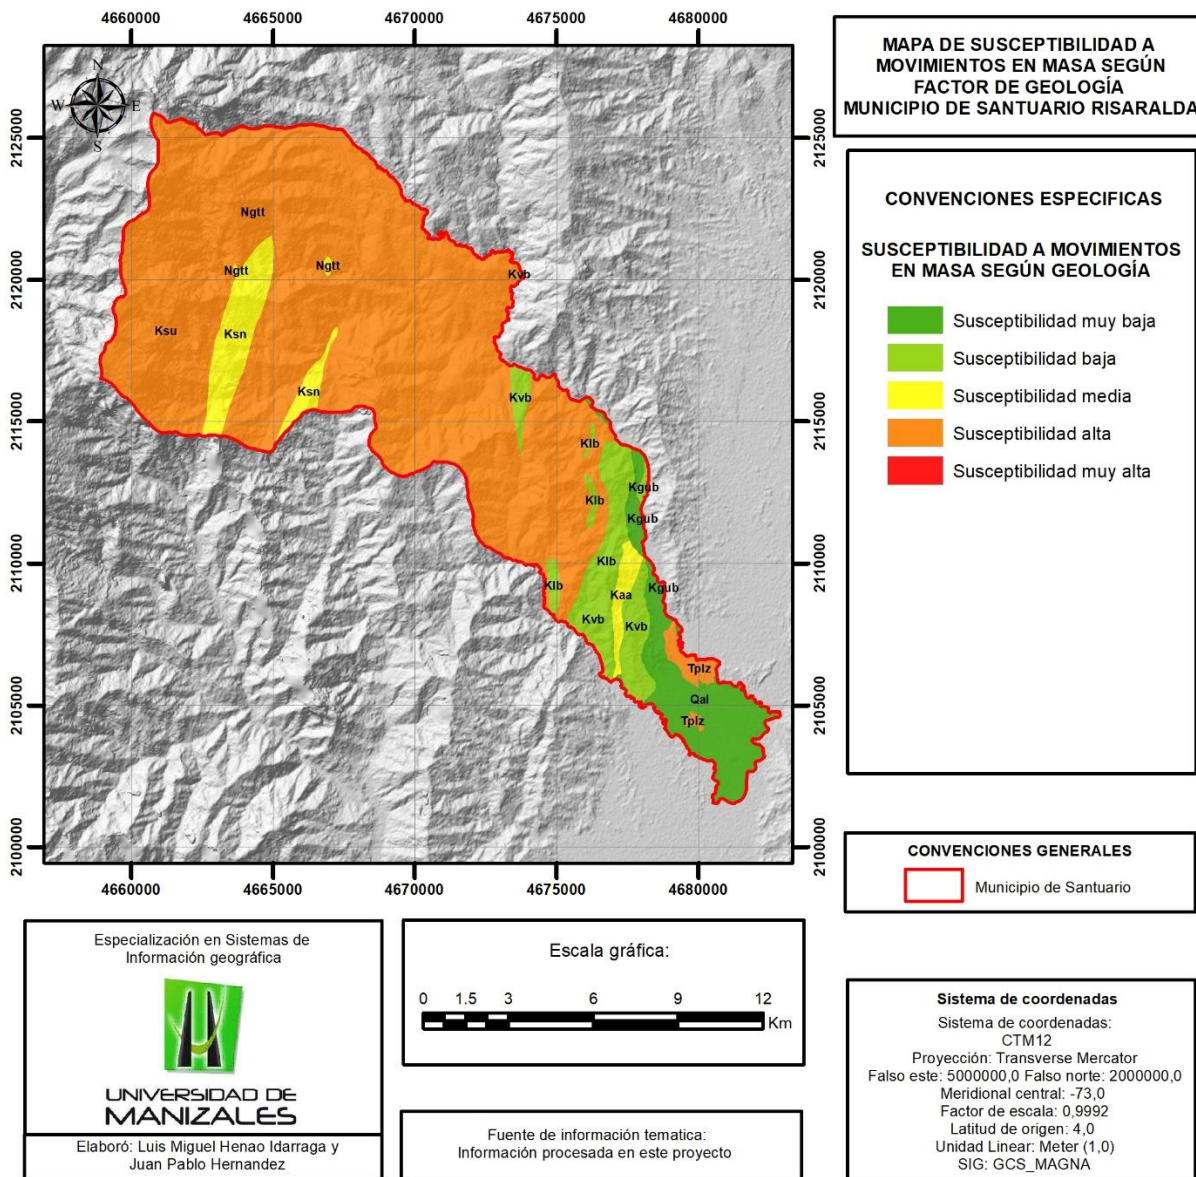 4660000 4665000 4670000 4675000 4680000
MAPA DE SUSCEPTIBILIDAD A
MOVIMIENTOS EN MASA SEGÚN
FACTOR DE GEOLOGÍA
MUNICIPIO DE SANTUARIO RISARALDA
N
W E
S
2125000 2125000
2120000 2120000
2115000 2115000
2110000 2110000
2105000 2105000
2100000 2100000
Ngtt
Ngtt
Ngtt
Kvb
Ksu
Ksn
Ksn
Kvb
Klb
Kgub
Klb
Kgub
Klb
Klb
Kgub
Kaa
Kvb
Kvb
Tplz
Qal
Tplz
4660000 4665000 4670000 4675000 4680000
CONVENCIONES ESPECIFICAS
SUSCEPTIBILIDAD A MOVIMIENTOS
EN MASA SEGÚN GEOLOGÍA
Susceptibilidad muy baja
Susceptibilidad baja
Susceptibilidad media
Susceptibilidad alta
Susceptibilidad muy alta
CONVENCIONES GENERALES
Municipio de Santuario
Especialización en Sistemas de
Información geográfica
UNIVERSIDAD DE
MANIZALES
Elaboró: Luis Miguel Henao Idarraga y
Juan Pablo Hernandez
Escala gráfica:
0 1.5 3 6 9 12
Km
Fuente de información tematica:
Información procesada en este proyecto
Sistema de coordenadas
Sistema de coordenadas:
CTM12
Proyección: Transverse Mercator
Falso este: 5000000,0 Falso norte: 2000000,0
Meridional central: -73,0
Factor de escala: 0,9992
Latitud de origen: 4,0
Unidad Linear: Meter (1,0)
SIG: GCS_MAGNA